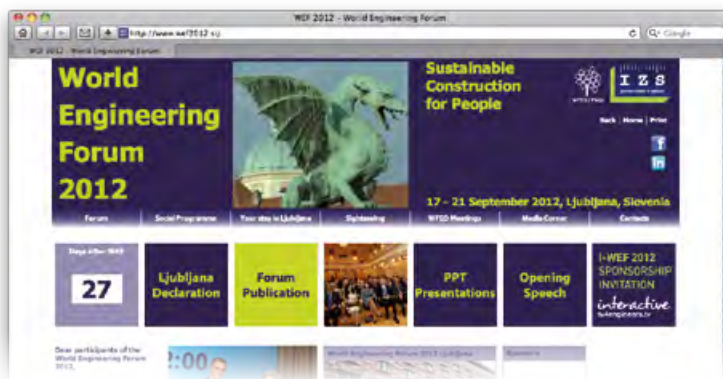 WEF 2012 – World Engineering Forum
http://www.wef2012.si/
Google
WEF 2012 – World Engineering Forum
World
Engineering
Forum
2012
Sustainable
Construction
for People
IZS
Back | Home | Print
f
in
17 – 21 September 2012, Ljubljana, Slovenia
Forum
Social Programme
Your stay in Ljubljana
Sightseeing
WFEO Meetings
Media Corner
Contacts
Days After WEF
27
Ljubljana
Declaration
Forum
Publication
PPT
Presentations
Opening
Speech
I-WEF 2012
SPONSORSHIP
INVITATION
interactive
Dear participants of the
World Engineering Forum
2012,
2:00
World Engineering Forum 2012 Ljubljana
Sponsors